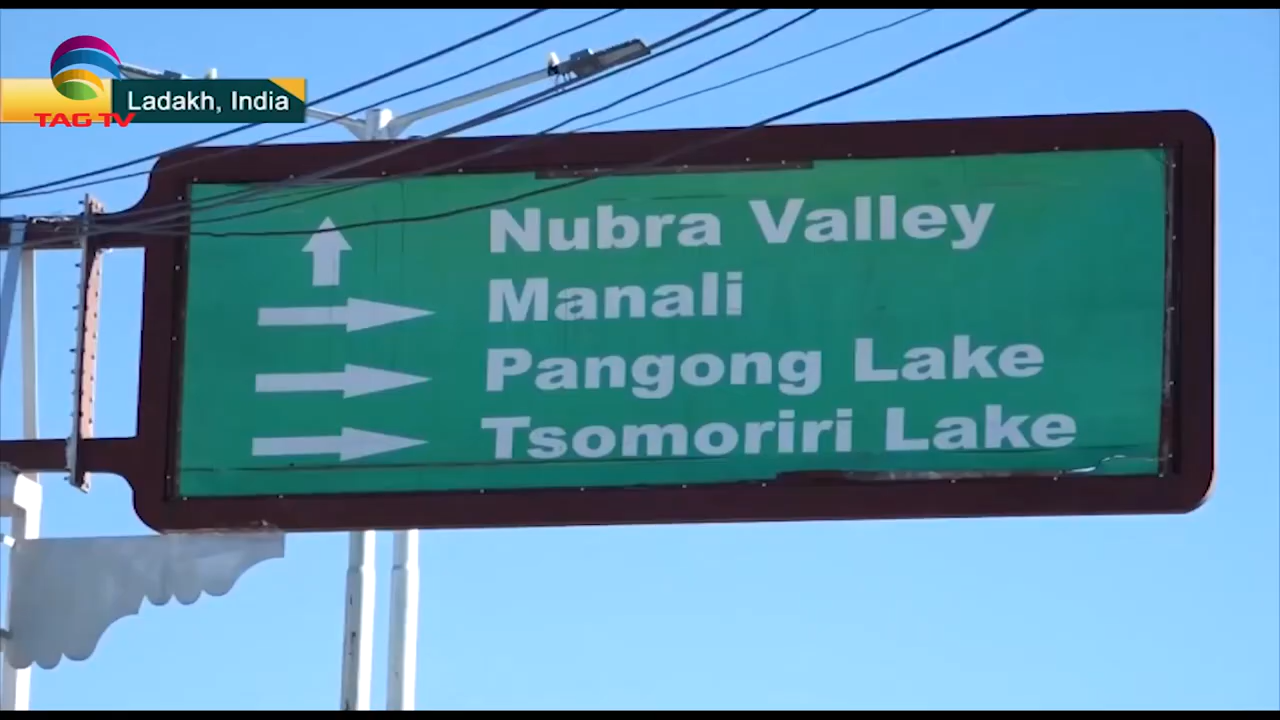 TAG TV
Ladakh, India
Nubra Valley
Manali
Pangong Lake
Tsomoriri Lake